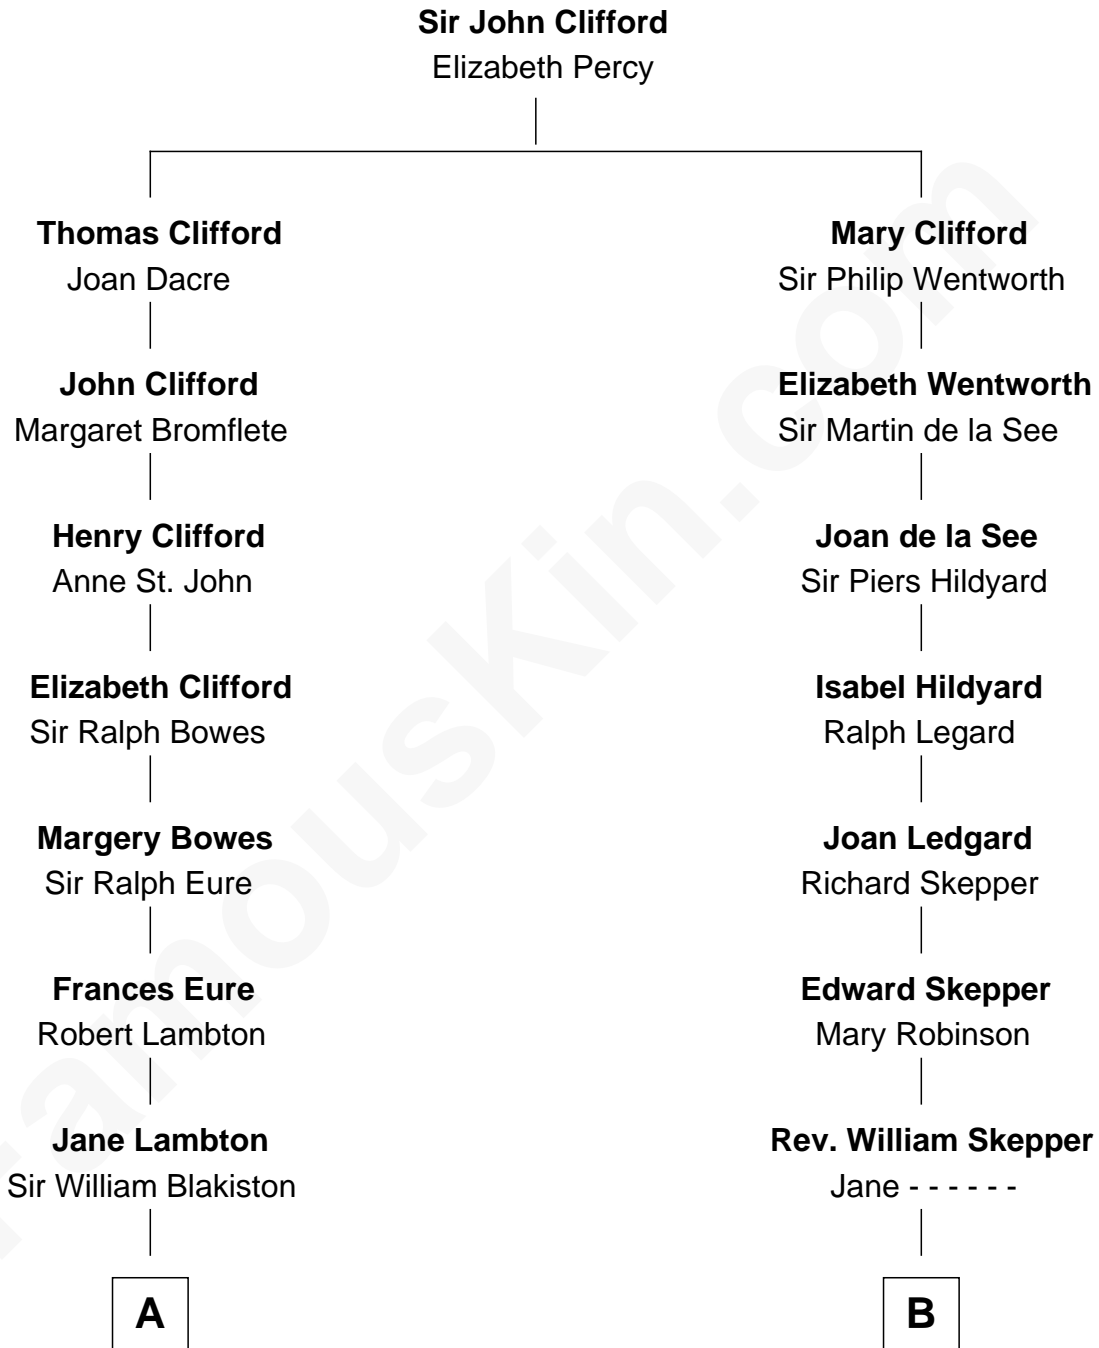 Sir John Clifford
Elizabeth Percy
Thomas Clifford
Joan Dacre
John Clifford
Margaret Bromflete
Henry Clifford
Anne St. John
Elizabeth Clifford
Sir Ralph Bowes
Margery Bowes
Sir Ralph Eure
Frances Eure
Robert Lambton
Jane Lambton
Sir William Blakiston
A
Mary Clifford
Sir Philip Wentworth
Elizabeth Wentworth
Sir Martin de la See
Joan de la See
Sir Piers Hildyard
Isabel Hildyard
Ralph Legard
Joan Ledgard
Richard Skepper
Edward Skepper
Mary Robinson
Rev. William Skepper
Jane - - - - - -
B
FamousKin.com